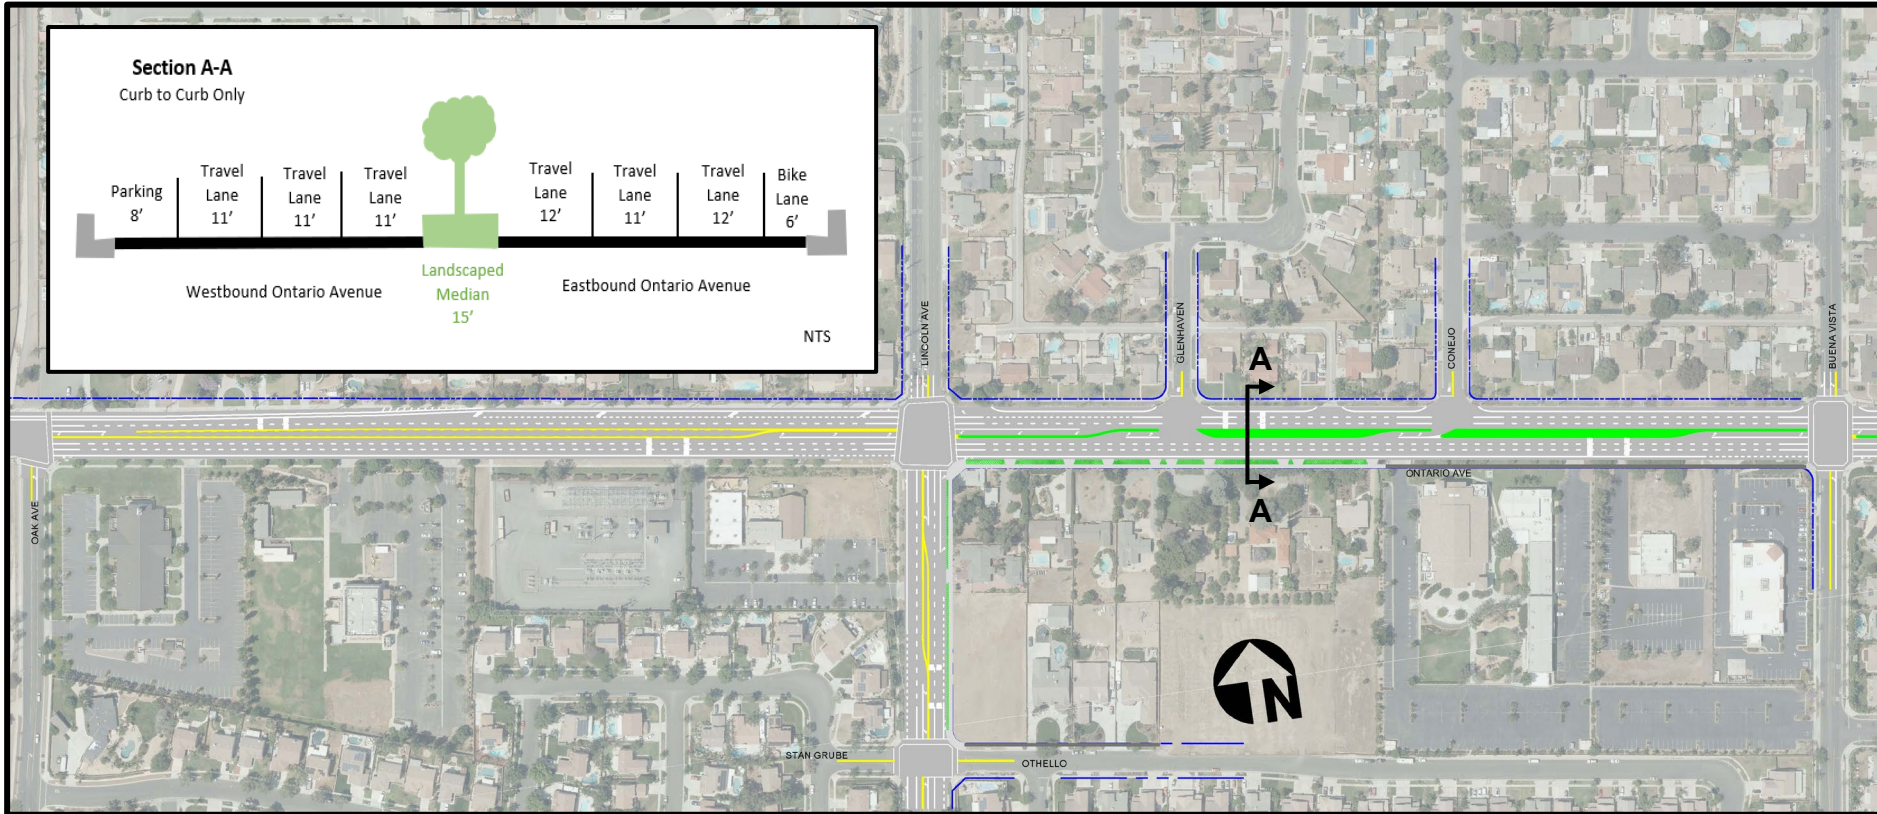 Section A-A
Curb to Curb Only
Parking
8’
Travel
Lane
11’
Travel
Lane
11’
Travel
Lane
11’
Travel
Lane
12’
Travel
Lane
11’
Travel
Lane
12’
Bike
Lane
6’
Landscaped
Median
15’
Westbound Ontario Avenue
Eastbound Ontario Avenue
NTS
LINCOLN AVE
GLENHAVEN
CONEJO
BUENA VISTA
A
A
ONTARIO AVE
OAK AVE
N
STAN GRUBE
OTHELLO